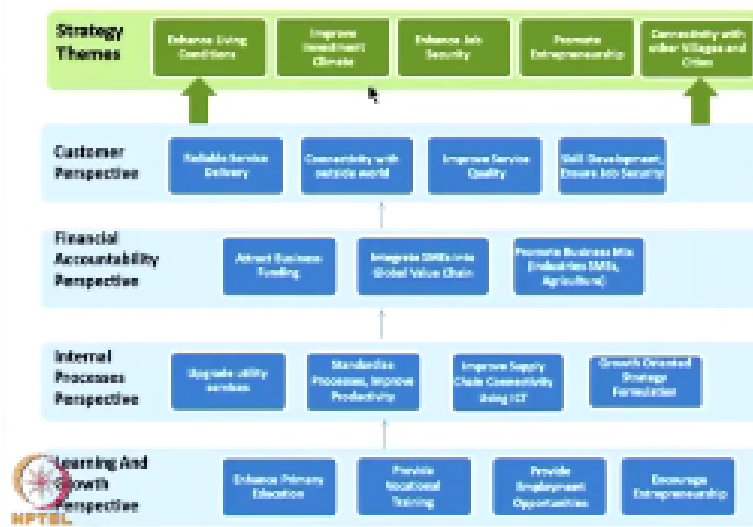 Strategy
Themes
Enhance Living
Conditions
Improve
Investment
Climate
Enhance Job
Security
Promote
Entrepreneurship
Connectivity with
other Villages and
Cities
Customer
Perspective
Reliable Service
Delivery
Connectivity with
outside world
Improve Service
Quality
Skill Development,
Ensure Job Security
Financial
Accountability
Perspective
Attract Business
Funding
Integrate SMEs into
Global Value Chain
Promote Business Mix
(Industries SMEs,
Agriculture)
Internal
Processes
Perspective
Upgrade utility
services
Standardize
Processes, Improve
Productivity
Improve Supply
Chain Connectivity
Using ICT
Growth Oriented
Strategy
Formulation
Learning And
Growth
Perspective
Enhance Primary
Education
Provide
Vocational
Training
Provide
Employment
Opportunities
Encourage
Entrepreneurship
NPTEL